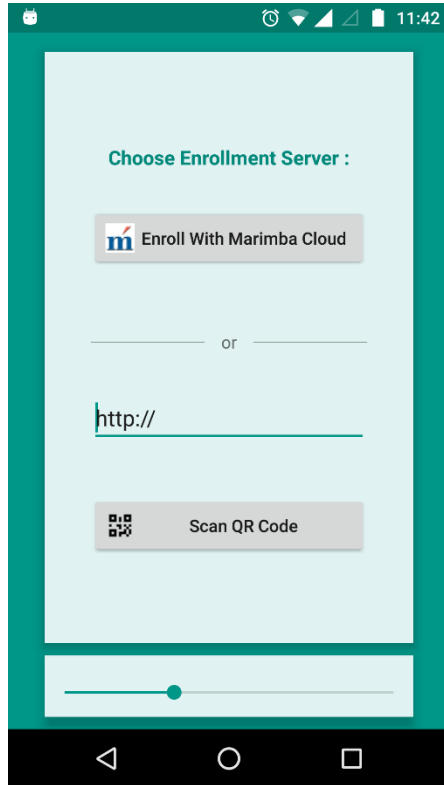 11:42
Choose Enrollment Server :
ḿ Enroll With Marimba Cloud
or
http://
Scan QR Code